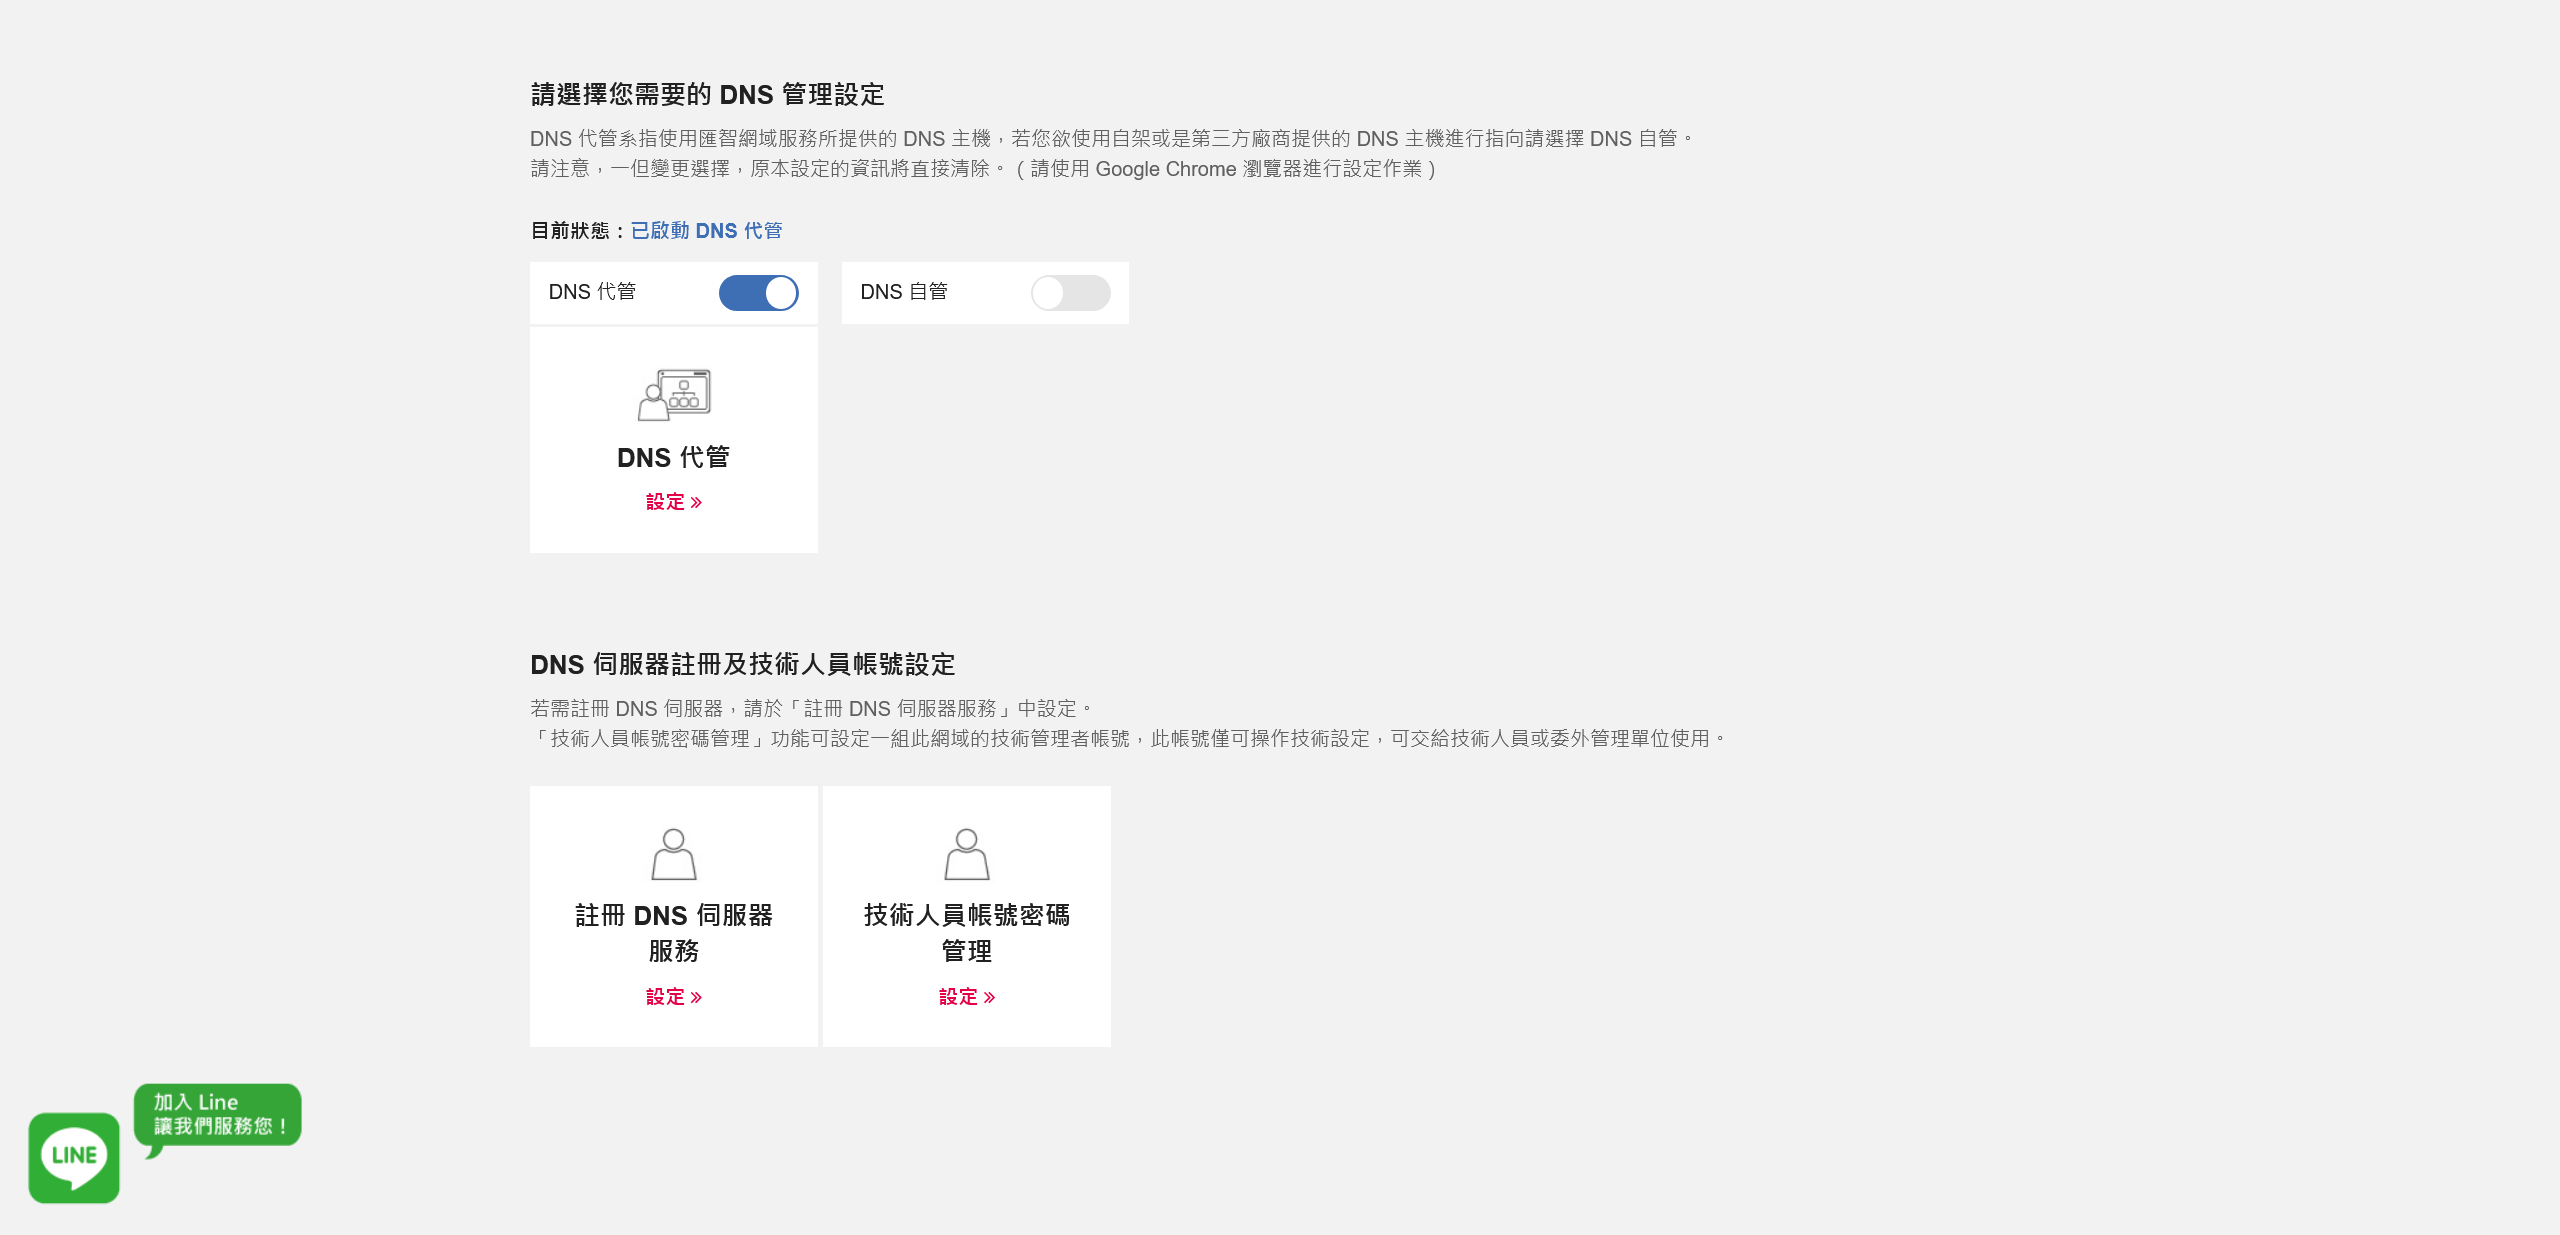 請選擇您需要的 DNS 管理設定
DNS 代管系指使用匯智網域服務所提供的 DNS 主機，若您欲使用自架或是第三方廠商提供的 DNS 主機進行指向請選擇 DNS 自管。
請注意，一但變更選擇，原本設定的資訊將直接清除。 ( 請使用 Google Chrome 瀏覽器進行設定作業 )
目前狀態：已啟動 DNS 代管
DNS 代管
DNS 自管
DNS 代管
設定 »
DNS 伺服器註冊及技術人員帳號設定
若需註冊 DNS 伺服器，請於「註冊 DNS 伺服器服務」中設定。
「技術人員帳號密碼管理」功能可設定一組此網域的技術管理者帳號，此帳號僅可操作技術設定，可交給技術人員或委外管理單位使用。
註冊 DNS 伺服器
服務
設定 »
技術人員帳號密碼
管理
設定 »
加入 Line
讓我們服務您！
LINE